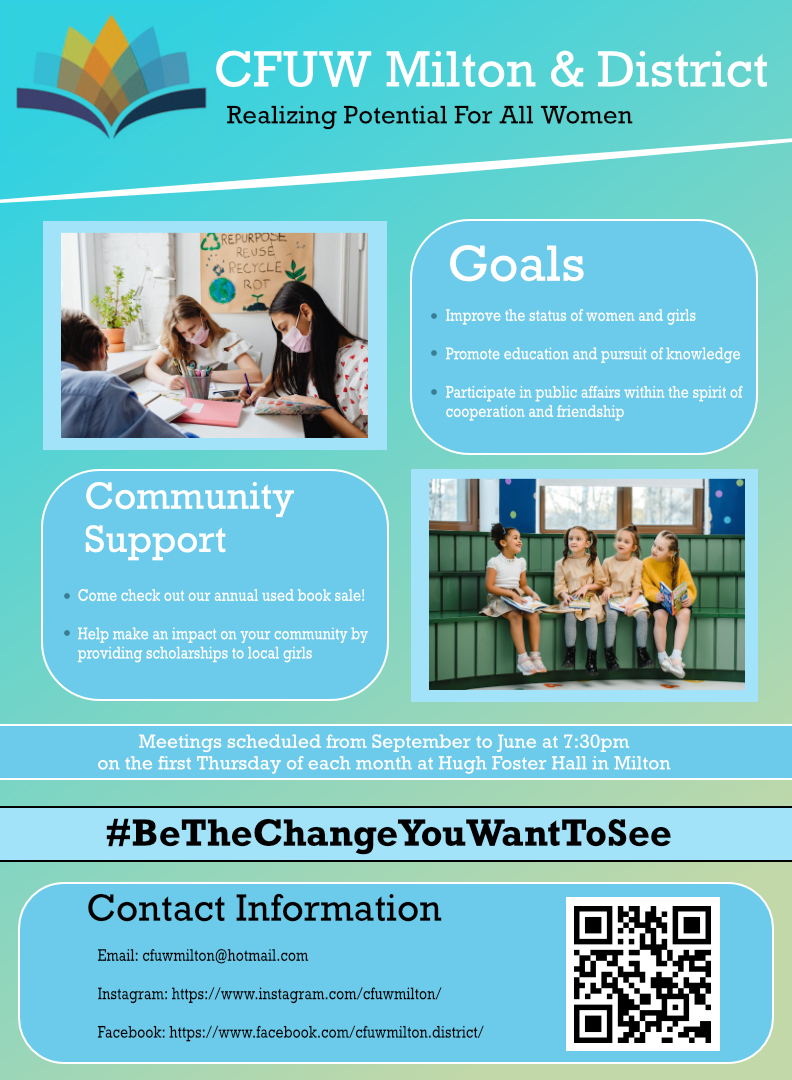 CFUW Milton & District
Realizing Potential For All Women
REPURPOSE
REUSE
RECYCLE
ROT
Goals
Improve the status of women and girls
Promote education and pursuit of knowledge
Participate in public affairs within the spirit of
cooperation and friendship
Community
Support
Come check out our annual used book sale!
Help make an impact on your community by
providing scholarships to local girls
Meetings scheduled from September to June at 7:30pm
on the first Thursday of each month at Hugh Foster Hall in Milton
#BeTheChangeYouWantToSee
Contact Information
Email: cfuwmilton@hotmail.com
Instagram: https://www.instagram.com/cfuwmilton/
Facebook: https://www.facebook.com/cfuwmilton.district/